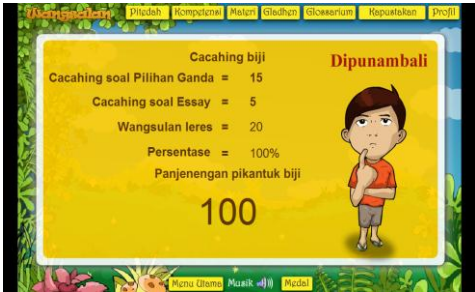 Wangsulan Pitedah Kompetensi Materi Gladhen Glossarium Kapustakan Profil
Cacahing biji
Dipunambali
Cacahing soal Pilihan Ganda = 15
Cacahing soal Essay = 5
Wangsulan leres = 20
Persentase = 100%
Panjenengan pikantuk biji
100
Menu Utama Musik Medal